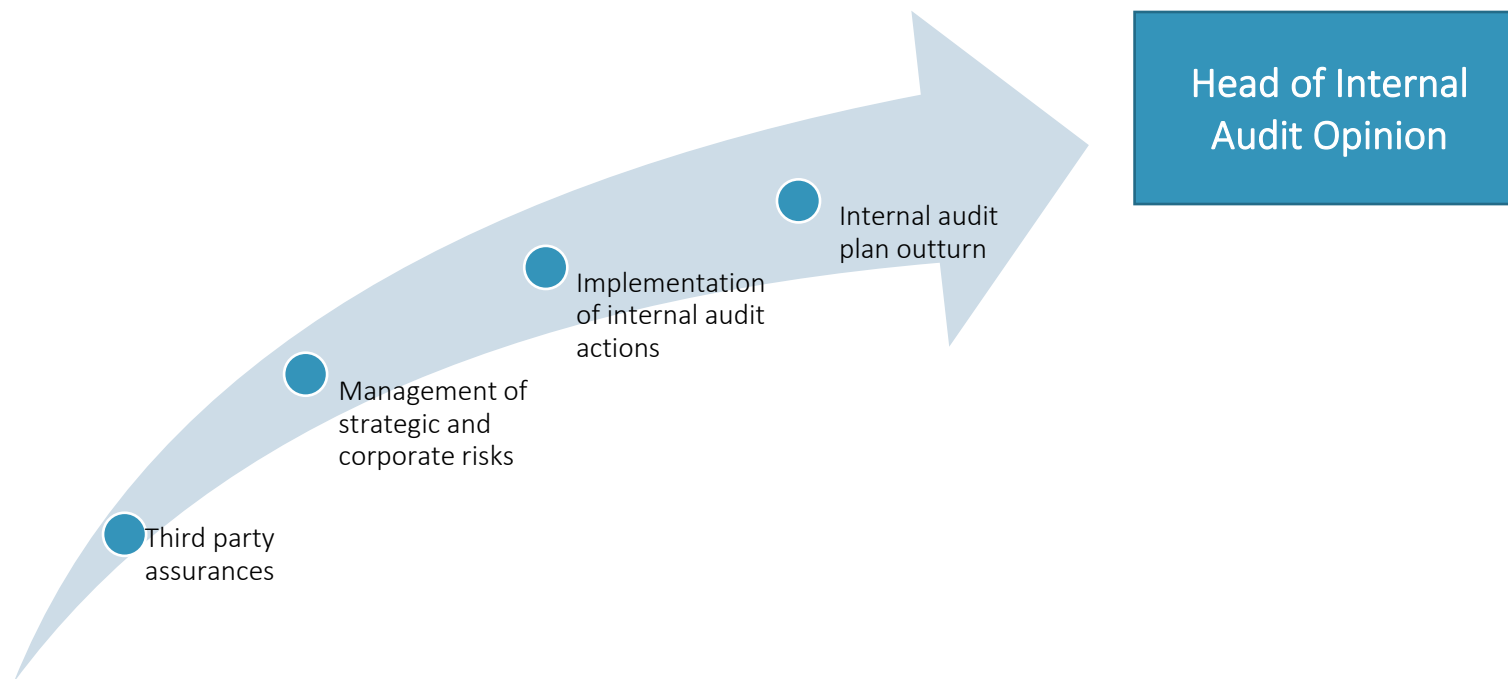 Head of Internal
Audit Opinion
Internal audit
plan outturn
Implementation
of internal audit
actions
Management of
strategic and
corporate risks
Third party
assurances